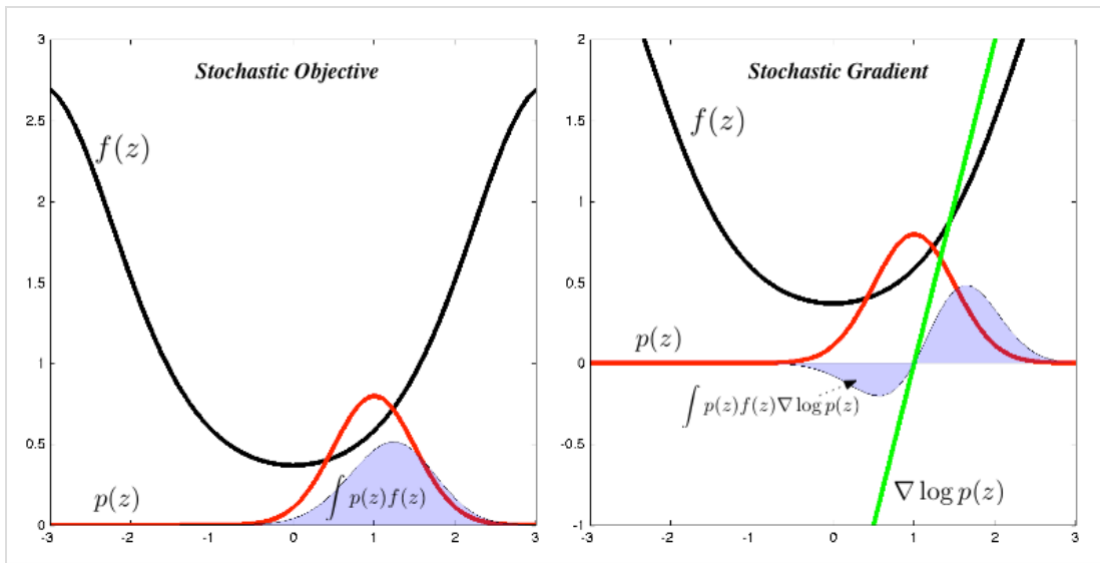 Stochastic Objective
3
2.5
2
1.5
1
0.5
0
f(z)
p(z)
∫ p(z)f(z)
-3 -2 -1 0 1 2 3
Stochastic Gradient
2
1.5
1
0.5
0
-0.5
-1
f(z)
p(z)
∫ p(z)f(z)∇ log p(z)
∇ log p(z)
-3 -2 -1 0 1 2 3